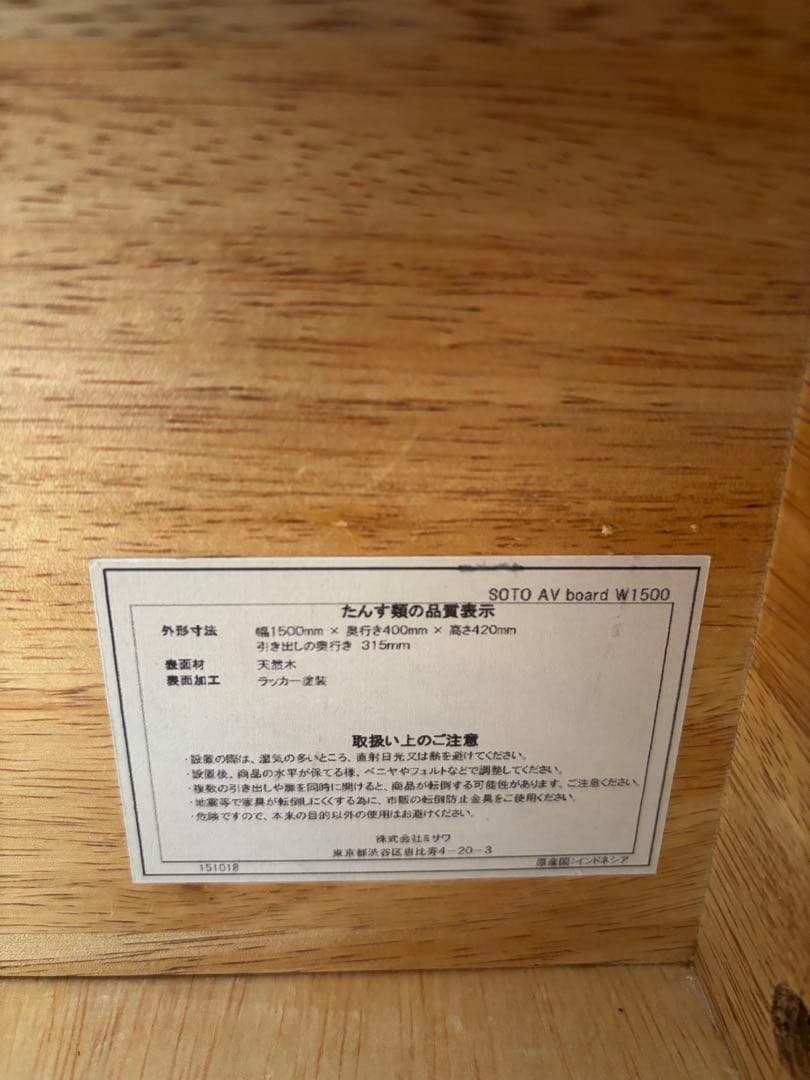 SOTO AV board W1500
たんす類の品質表示
外形寸法 幅1500mm × 奥行き400mm × 高さ420mm
引き出しの奥行き 315mm
表面材 天然木
表面加工 ラッカー塗装
取扱い上のご注意
・設置の際は、湿気の多いところ、直射日光又は熱を避けてください。
・設置後、商品の水平が保てる様、ベニヤやフェルトなどで調整してください。
・複数の引き出しや扉を同時に開けると、商品が転倒する可能性があります。ご注意ください。
・地震等で家具が転倒しにくくする為に、市販の転倒防止金具をご使用ください。
・危険ですので、本来の目的以外の使用はお避けください。
株式会社ミサワ
東京都渋谷区恵比寿4-20-3
151018 原産国:インドネシア